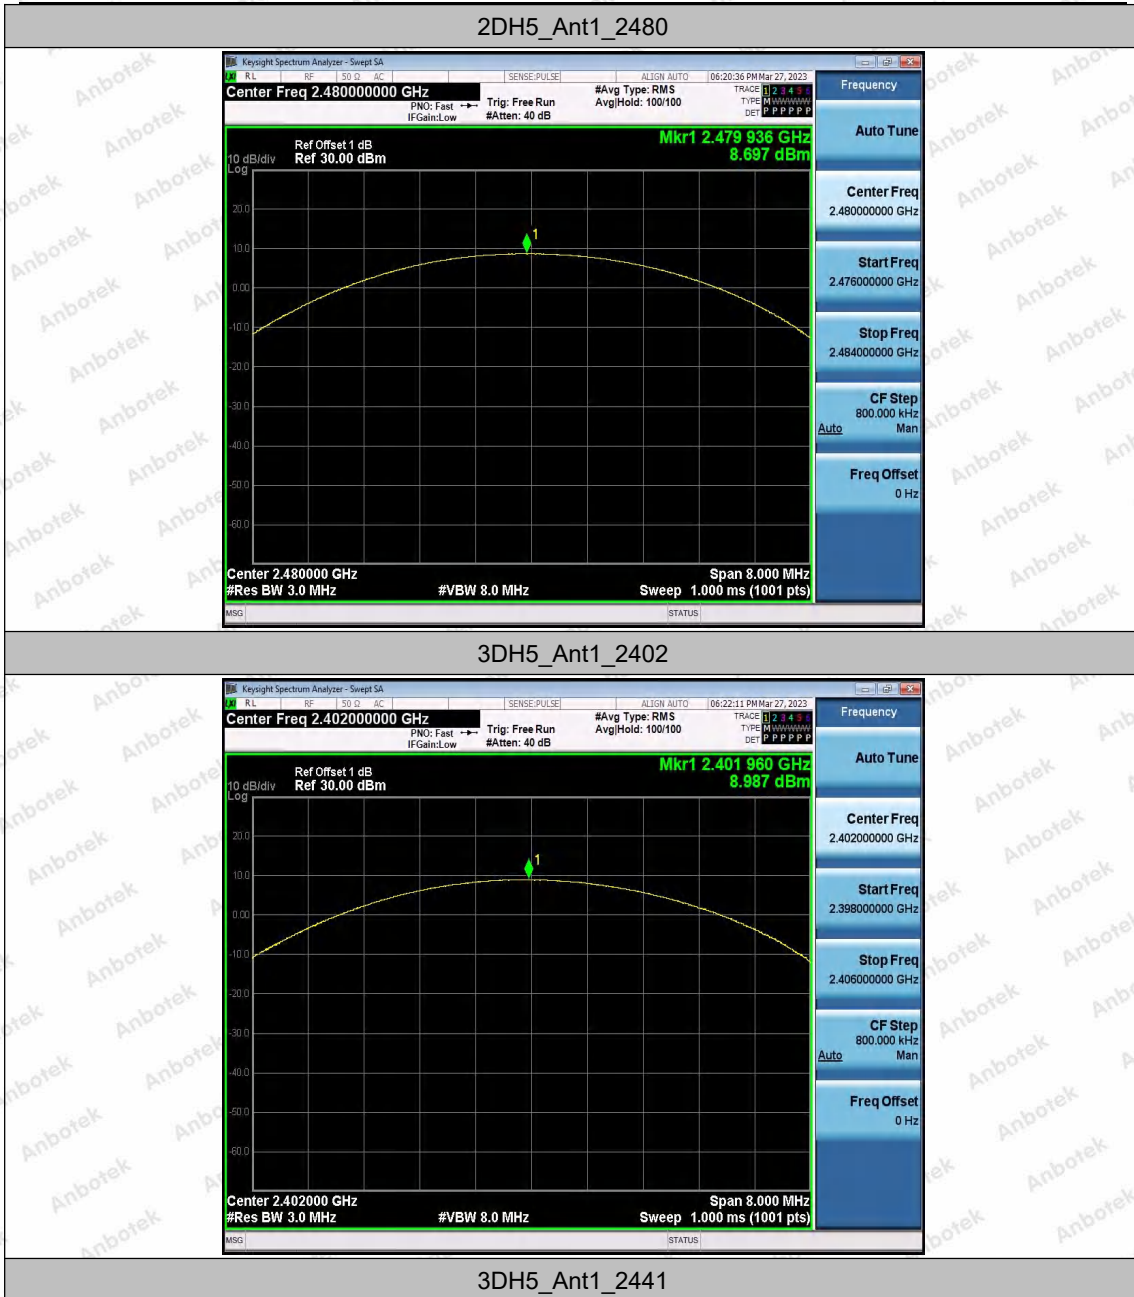 2DH5_Ant1_2480
Keysight Spectrum Analyzer - Swept SA
LXI RL RF 50 Ω AC SENSE:PULSE ALIGN AUTO 06:20:36 PM Mar 27, 2023
Center Freq 2.480000000 GHz #Avg Type: RMS TRACE 1 2 3 4 5 6
PNO: Fast Trig: Free Run Avg|Hold: 100/100 TYPE M WWWWW
IFGain:Low #Atten: 40 dB DET P P P P P P
Mkr1 2.479 936 GHz
8.697 dBm
Ref Offset 1 dB
10 dB/div Ref 30.00 dBm
Log
20.0
1
10.0
0.00
-10.0
-20.0
-30.0
-40.0
-50.0
-60.0
Center 2.480000 GHz Span 8.000 MHz
#Res BW 3.0 MHz #VBW 8.0 MHz Sweep 1.000 ms (1001 pts)
MSG STATUS
Frequency
Auto Tune
Center Freq
2.480000000 GHz
Start Freq
2.476000000 GHz
Stop Freq
2.484000000 GHz
CF Step
800.000 kHz
Auto Man
Freq Offset
0 Hz
3DH5_Ant1_2402
Keysight Spectrum Analyzer - Swept SA
LXI RL RF 50 Ω AC SENSE:PULSE ALIGN AUTO 06:22:11 PM Mar 27, 2023
Center Freq 2.402000000 GHz #Avg Type: RMS TRACE 1 2 3 4 5 6
PNO: Fast Trig: Free Run Avg|Hold: 100/100 TYPE M WWWWW
IFGain:Low #Atten: 40 dB DET P P P P P P
Mkr1 2.401 960 GHz
8.987 dBm
Ref Offset 1 dB
10 dB/div Ref 30.00 dBm
Log
20.0
1
10.0
0.00
-10.0
-20.0
-30.0
-40.0
-50.0
-60.0
Center 2.402000 GHz Span 8.000 MHz
#Res BW 3.0 MHz #VBW 8.0 MHz Sweep 1.000 ms (1001 pts)
MSG STATUS
Frequency
Auto Tune
Center Freq
2.402000000 GHz
Start Freq
2.398000000 GHz
Stop Freq
2.406000000 GHz
CF Step
800.000 kHz
Auto Man
Freq Offset
0 Hz
3DH5_Ant1_2441
Anbotek